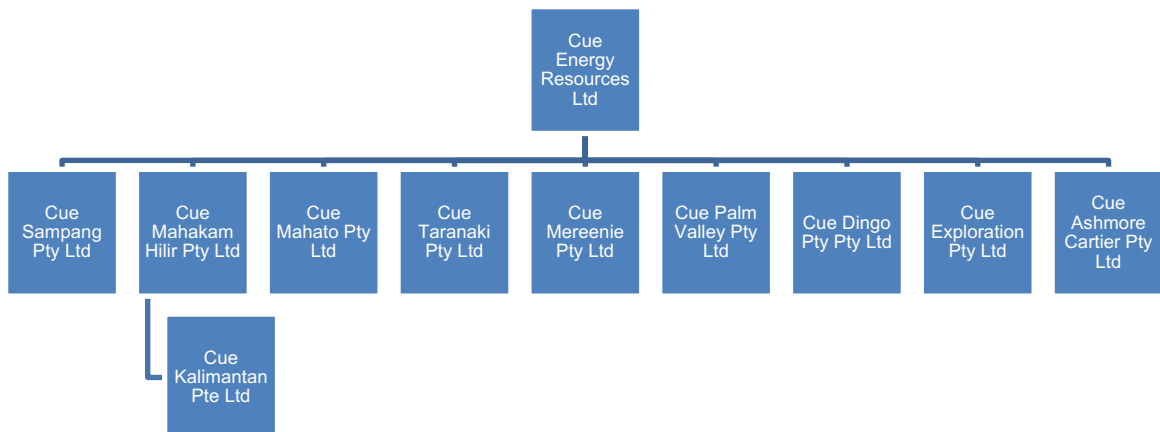 Cue
Energy
Resources
Ltd
Cue
Sampang
Pty Ltd
Cue
Mahakam
Hilir Pty Ltd
Cue
Mahato Pty
Ltd
Cue
Taranaki
Pty Ltd
Cue
Mereenie
Pty Ltd
Cue Palm
Valley Pty
Ltd
Cue Dingo
Pty Pty Ltd
Cue
Exploration
Pty Ltd
Cue
Ashmore
Cartier Pty
Ltd
Cue
Kalimantan
Pte Ltd